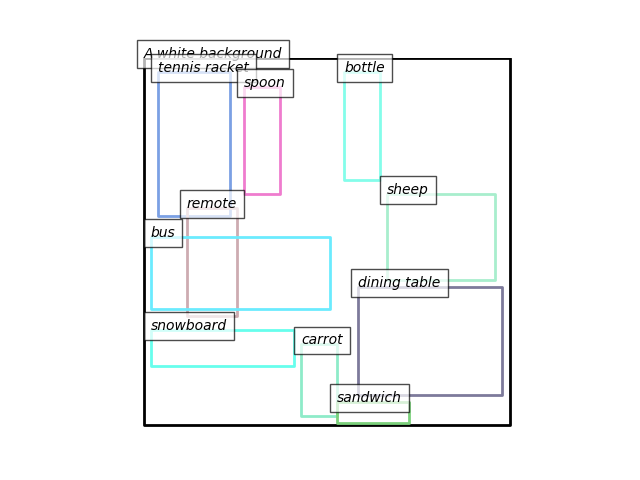 A white background
tennis racket
bottle
spoon
sheep
remote
bus
dining table
snowboard
carrot
sandwich